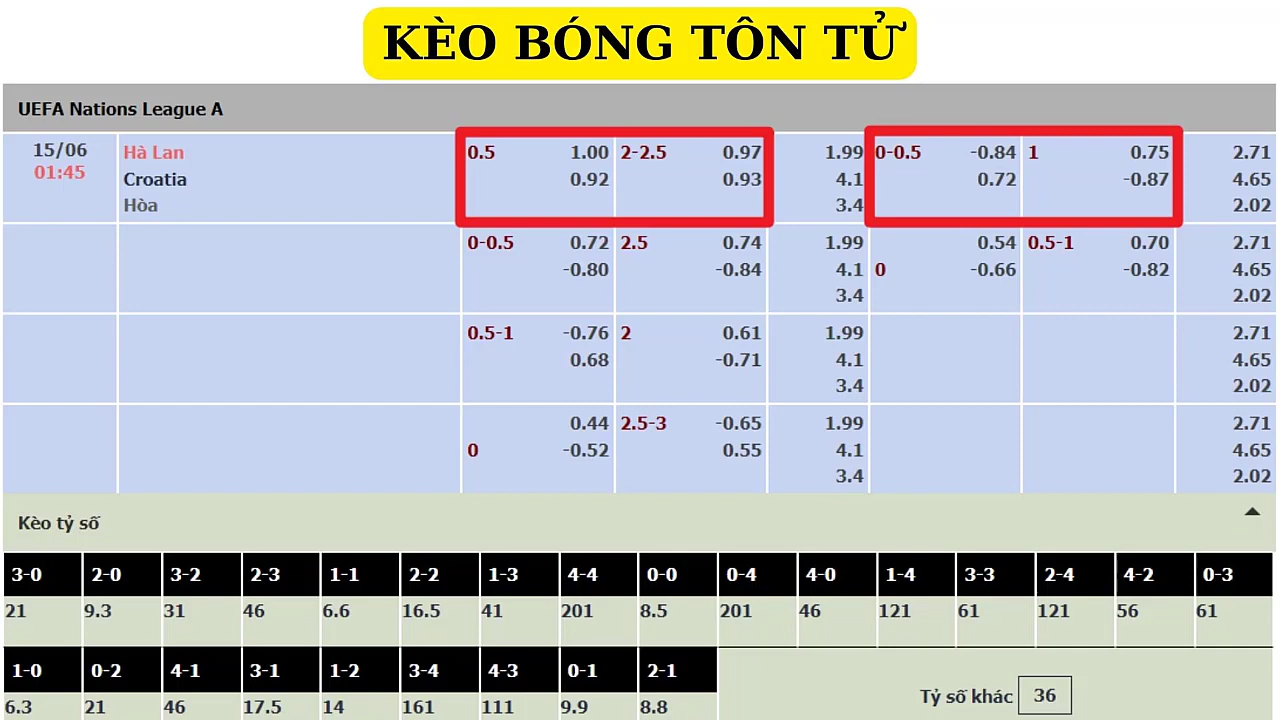 KÈO BÓNG TÔN TỬ
UEFA Nations League A
15/06 Hà Lan 0.5 1.00 2-2.5 0.97 1.99 0-0.5 -0.84 1 0.75 2.71
01:45 Croatia 0.92 0.93 4.1 0.72 -0.87 4.65
Hòa 3.4 2.02
0-0.5 0.72 2.5 0.74 1.99 0.54 0.5-1 0.70 2.71
-0.80 -0.84 4.1 0 -0.66 -0.82 4.65
3.4 2.02
0.5-1 -0.76 2 0.61 1.99 2.71
0.68 -0.71 4.1 4.65
3.4 2.02
0.44 2.5-3 -0.65 1.99 2.71
0 -0.52 0.55 4.1 4.65
3.4 2.02
Kèo tỷ số
3-0 2-0 3-2 2-3 1-1 2-2 1-3 4-4 0-0 0-4 4-0 1-4 3-3 2-4 4-2 0-3
21 9.3 31 46 6.6 16.5 41 201 8.5 201 46 121 61 121 56 61
1-0 0-2 4-1 3-1 1-2 3-4 4-3 0-1 2-1
6.3 21 46 17.5 14 161 111 9.9 8.8 Tỷ số khác 36